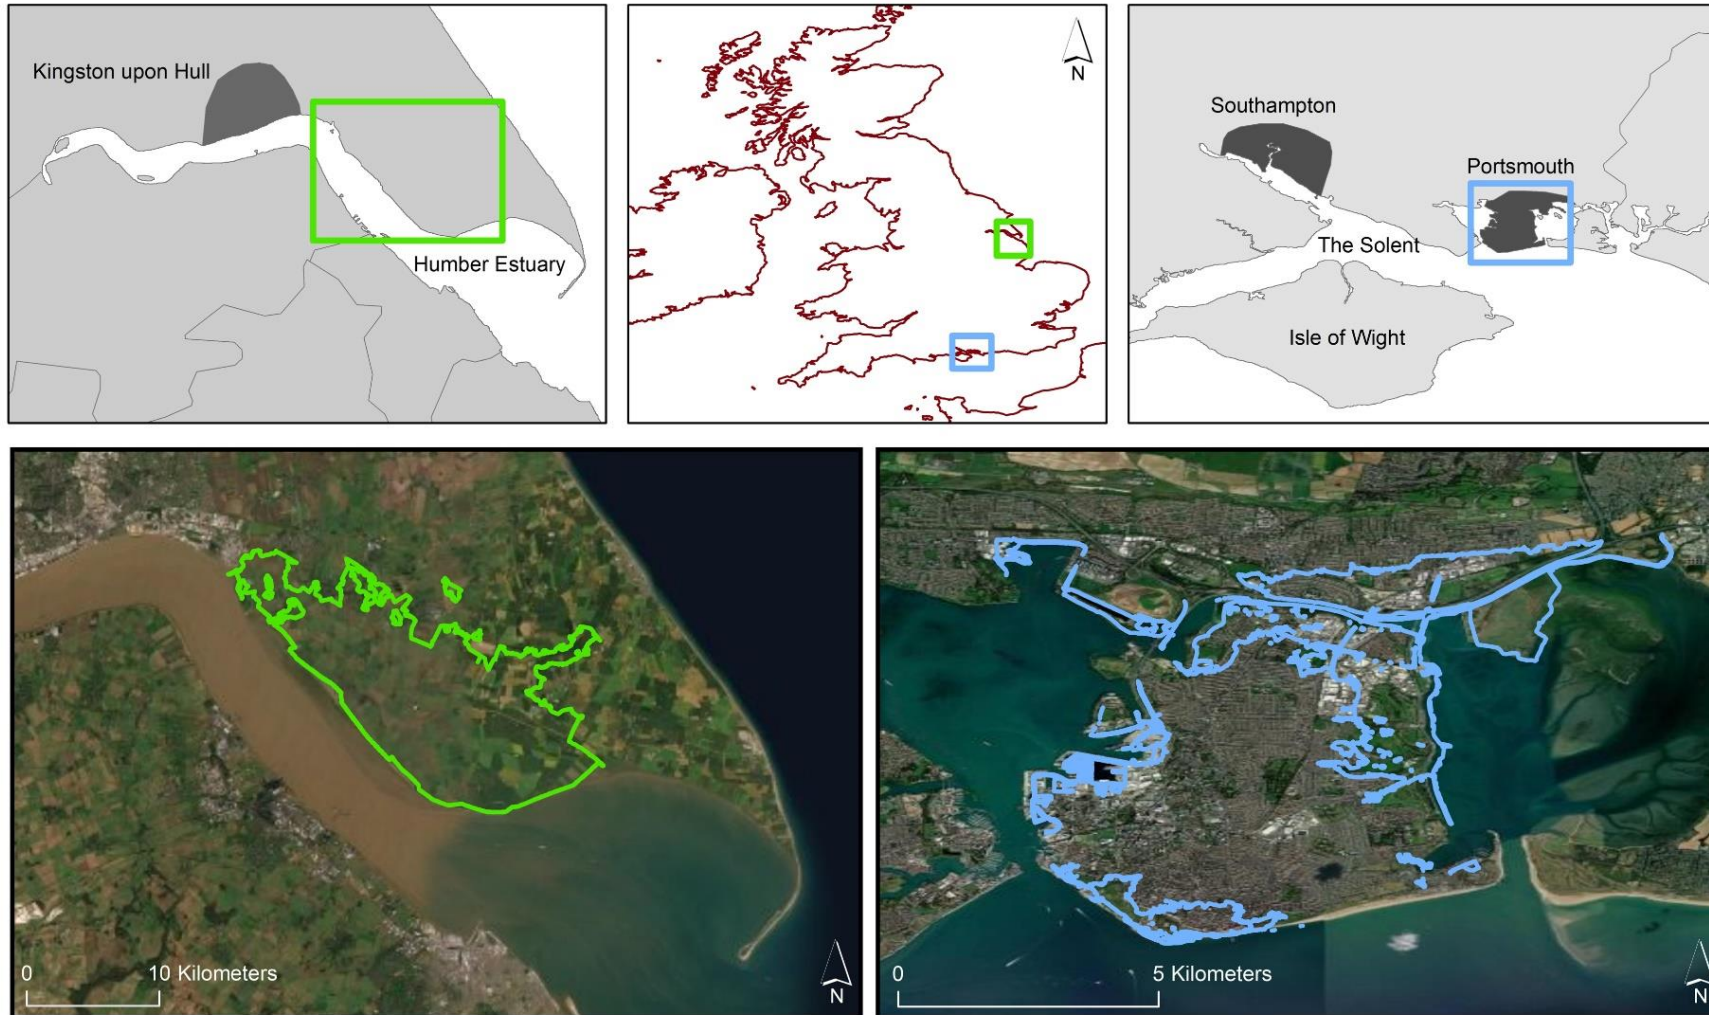 Kingston upon Hull
Humber Estuary
N
Southampton
Portsmouth
The Solent
Isle of Wight
0 10 Kilometers
N
0 5 Kilometers
N